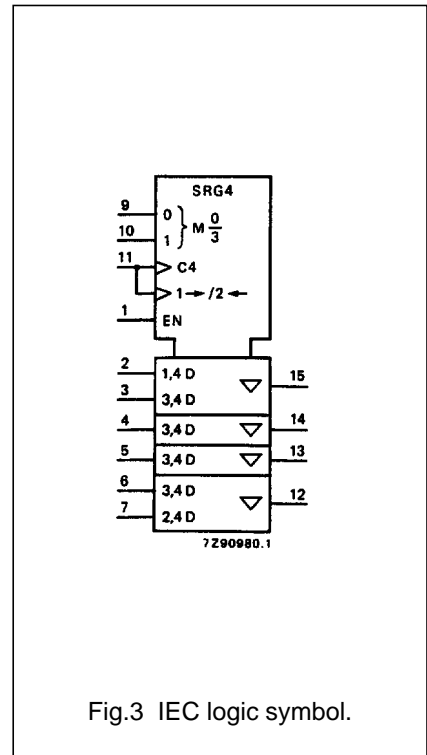 SRG4
9 0 } M 0/3
10 1
11 C4
1→/2←
1 EN
2 1,4 D ▽ 15
3 3,4 D
4 3,4 D ▽ 14
5 3,4 D ▽ 13
6 3,4 D ▽ 12
7 2,4 D
7Z90980.1
Fig.3 IEC logic symbol.